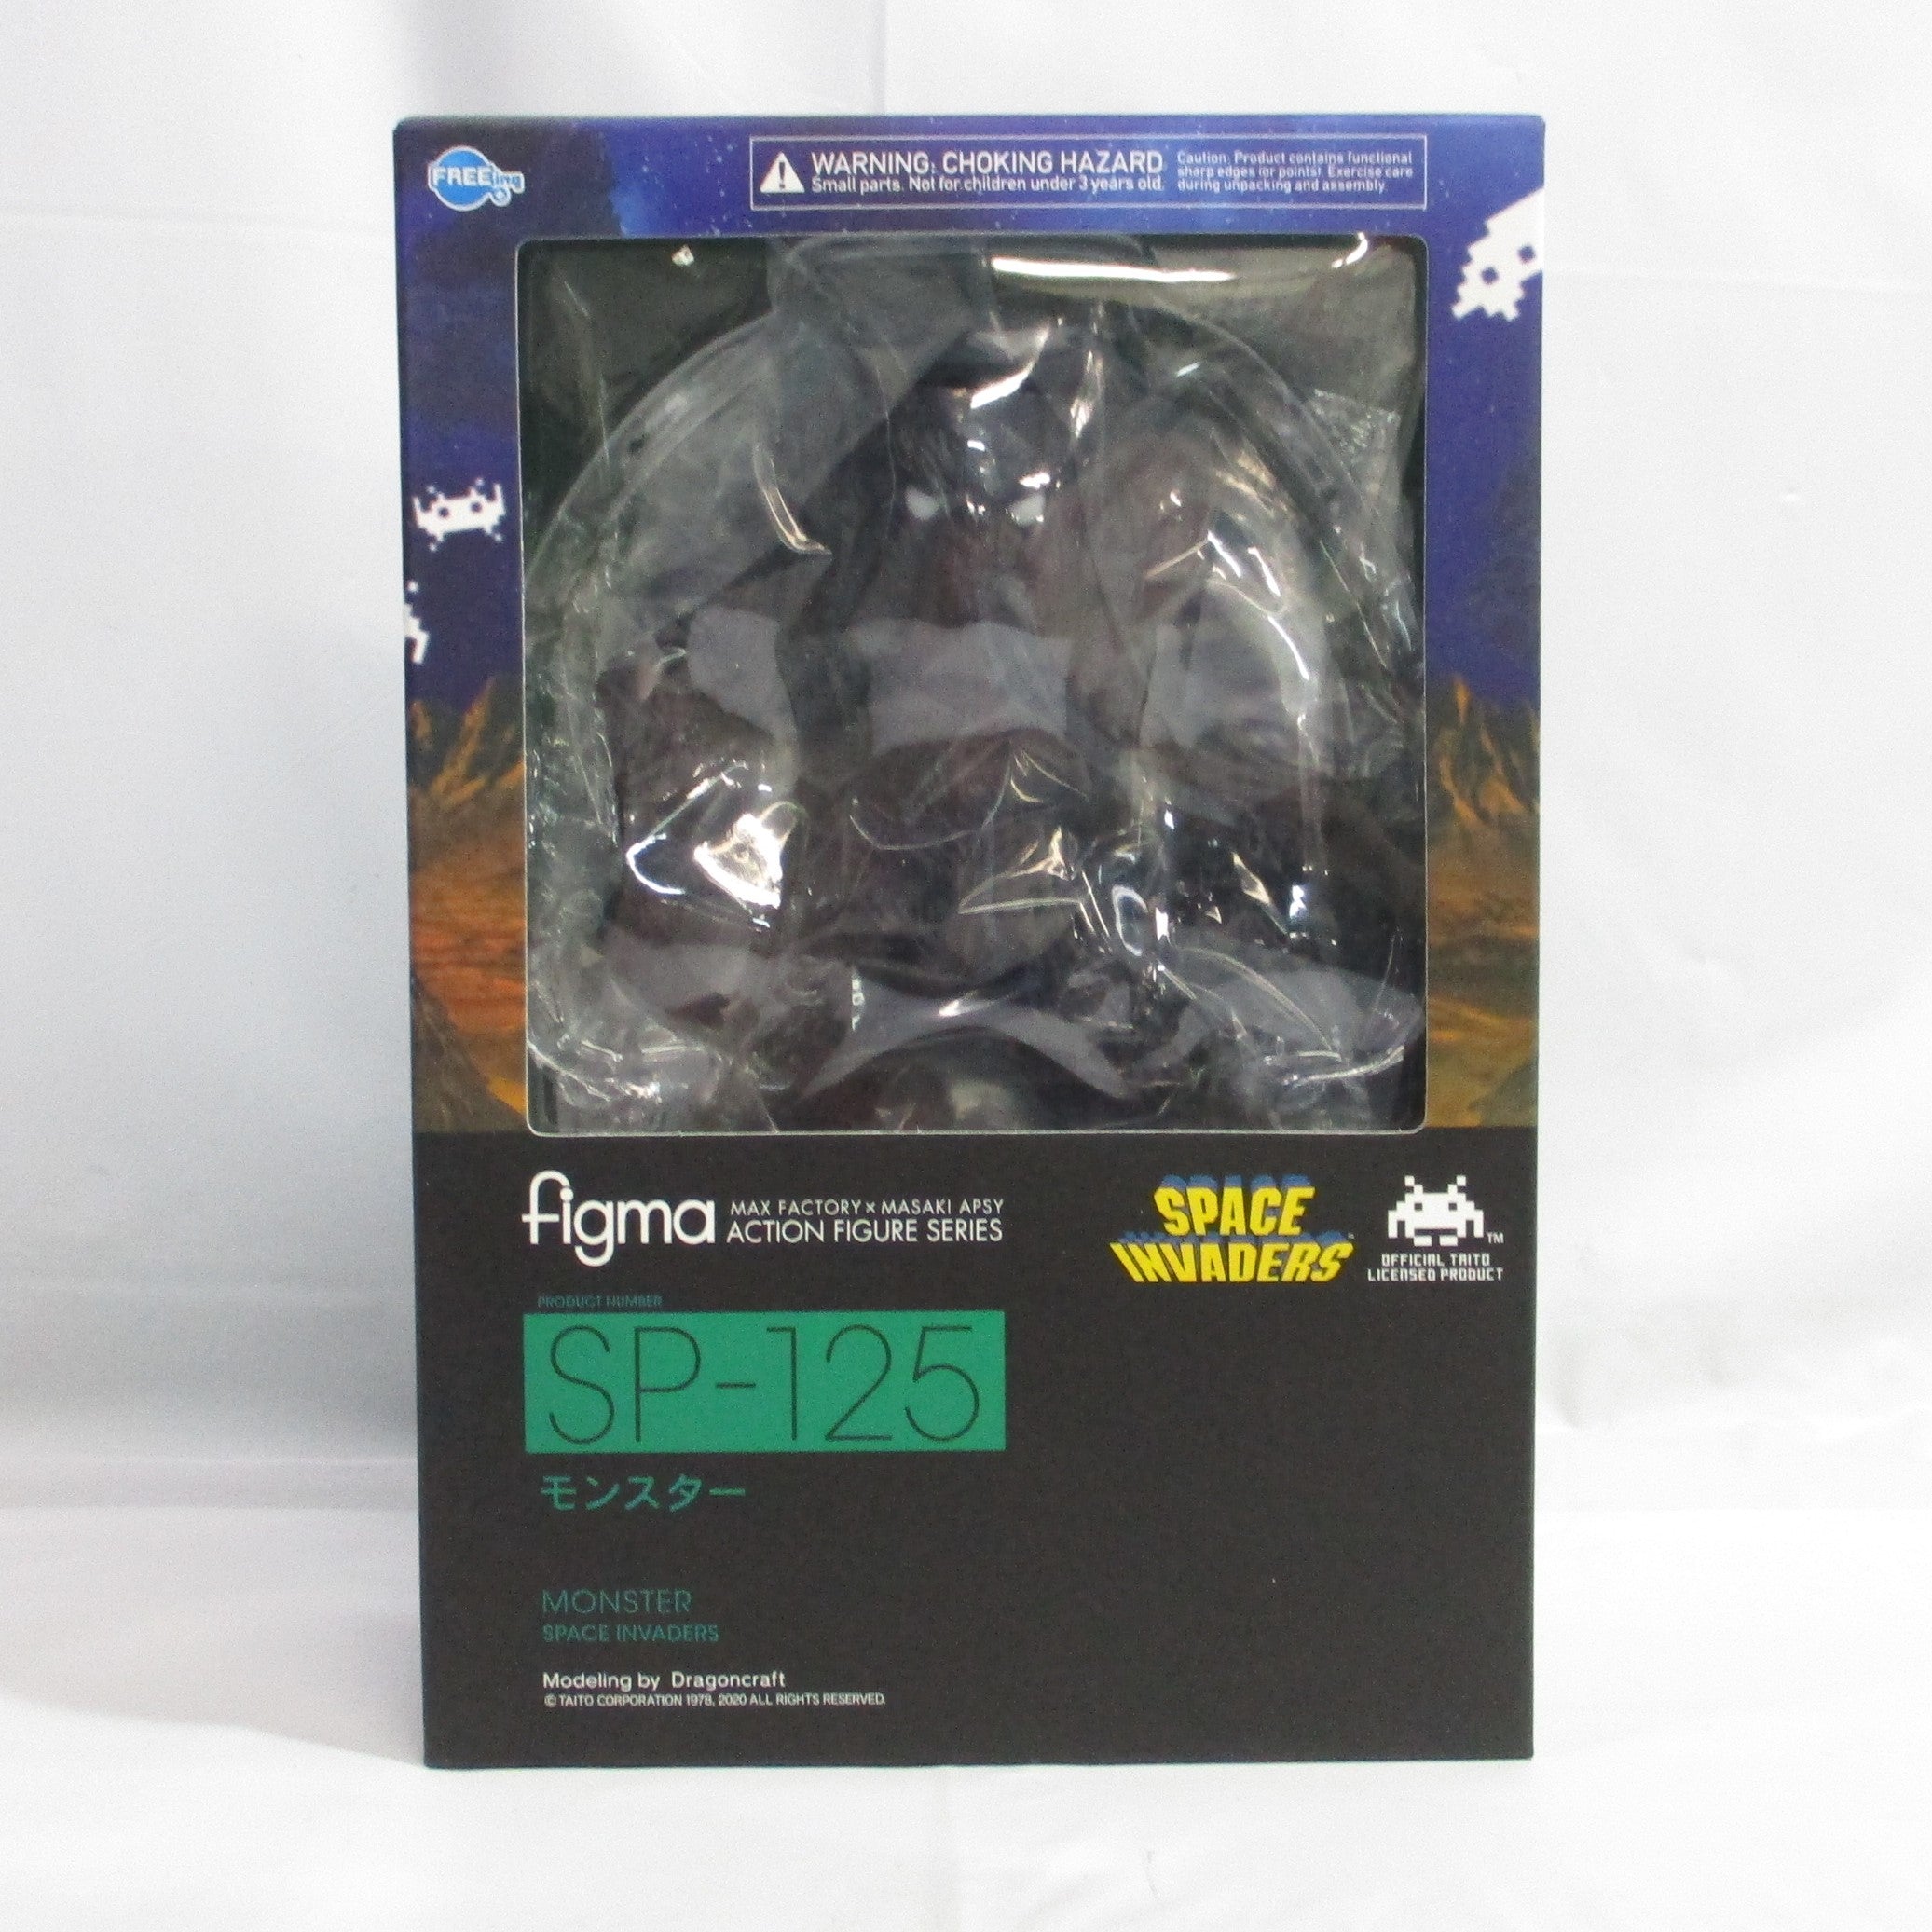 FREEing
WARNING: CHOKING HAZARD
Small parts. Not for children under 3 years old.
Caution: Product contains functional
sharp edges (or points). Exercise care
during unpacking and assembly.
figma
MAX FACTORY×MASAKI APSY
ACTION FIGURE SERIES
SPACE
INVADERS
TM
OFFICIAL TAITO
LICENSED PRODUCT
PRODUCT NUMBER
SP-125
モンスター
MONSTER
SPACE INVADERS
Modeling by Dragoncraft
© TAITO CORPORATION 1978, 2020 ALL RIGHTS RESERVED.